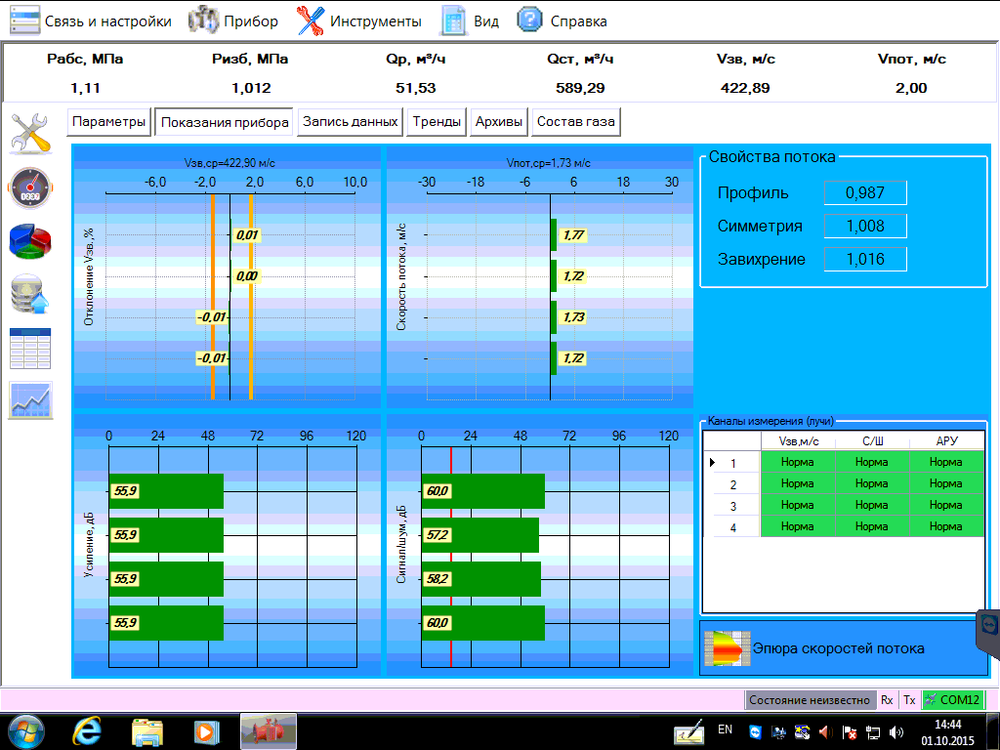 Связь и настройки Прибор Инструменты Вид Справка
Рабс, МПа Ризб, МПа Qр, м³/ч Qст, м³/ч Vзв, м/с Vпот, м/с
1,11 1,012 51,53 589,29 422,89 2,00
Параметры Показания прибора Запись данных Тренды Архивы Состав газа
Vзв,ср=422,90 м/с
-6,0 -2,0 2,0 6,0 10,0
Отклонение Vзв.,%
0,01
0,00
-0,01
-0,01
Vпот,ср=1,73 м/с
-30 -18 -6 6 18 30
Скорость потока, м/с
1,77
1,72
1,73
1,72
Свойства потока
Профиль 0,987
Симметрия 1,008
Завихрение 1,016
0 24 48 72 96 120
Усиление, дБ
55,9
55,9
55,9
55,9
0 24 48 72 96 120
Сигнал/шум, дБ
60,0
57,2
58,2
60,0
Каналы измерения (лучи)
Vзв,м/с С/Ш АРУ
1 Норма Норма Норма
2 Норма Норма Норма
3 Норма Норма Норма
4 Норма Норма Норма
Эпюра скоростей потока
Состояние неизвестно Rx Tx COM12
EN
14:44
01.10.2015